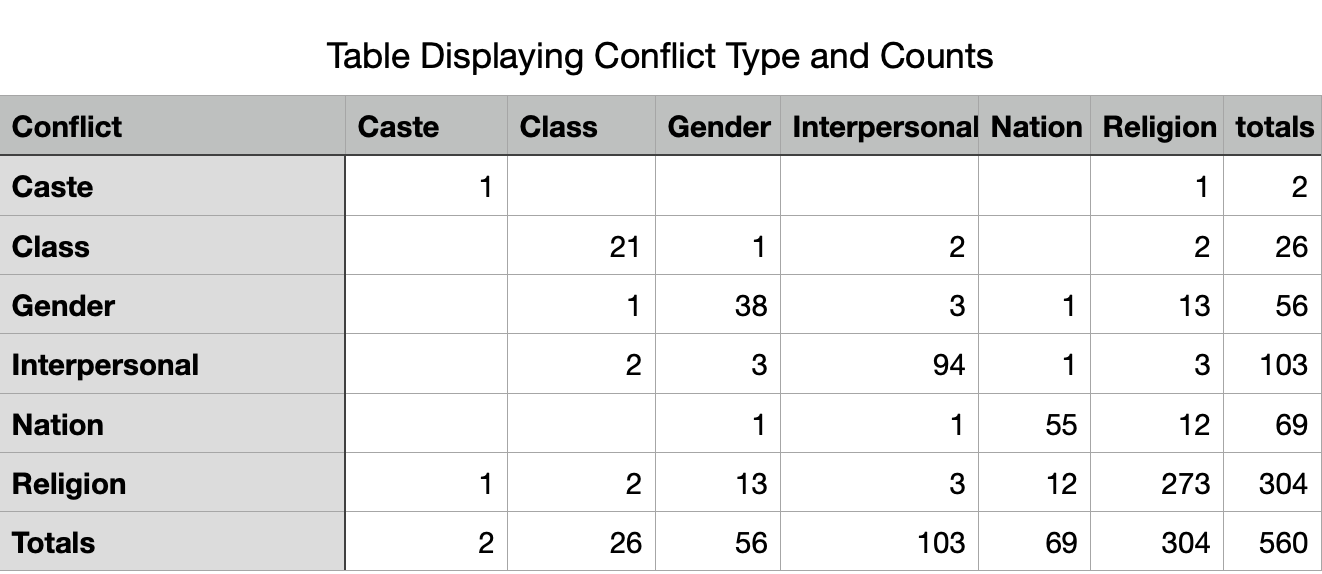 Table Displaying Conflict Type and Counts
Conflict Caste Class Gender Interpersonal Nation Religion totals
Caste 1 1 2
Class 21 1 2 2 26
Gender 1 38 3 1 13 56
Interpersonal 2 3 94 1 3 103
Nation 1 1 55 12 69
Religion 1 2 13 3 12 273 304
Totals 2 26 56 103 69 304 560